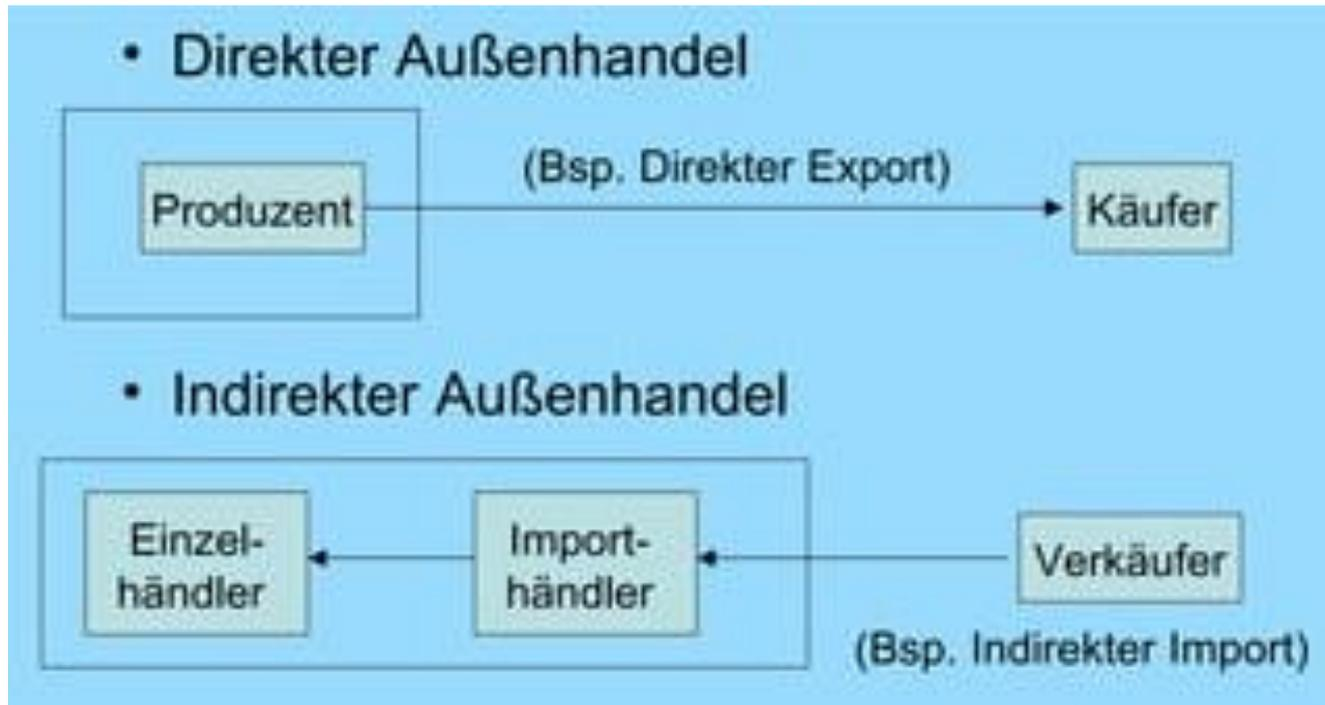 • Direkter Außenhandel
(Bsp. Direkter Export)
Produzent
Käufer
• Indirekter Außenhandel
Einzel-
händler
Import-
händler
Verkäufer
(Bsp. Indirekter Import)